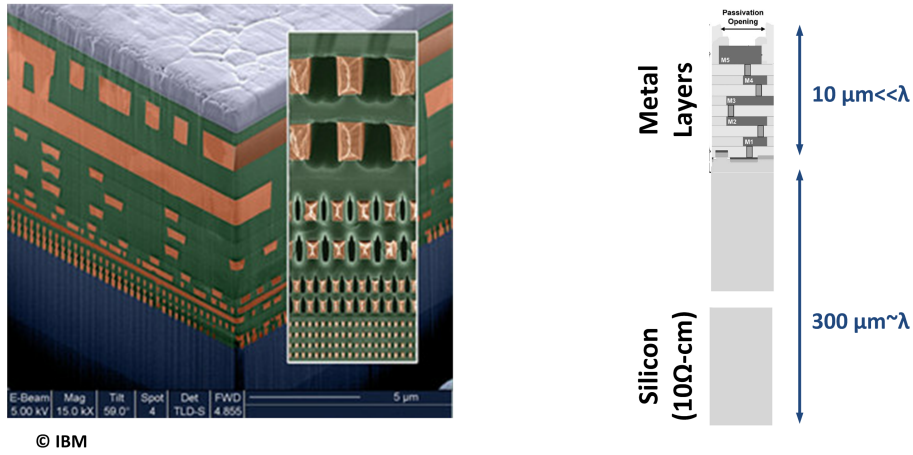 E-Beam Mag Tilt Spot Det FWD 5 µm
5.00 kV 15.0 kX 59.0° 4 TLD-S 4.855
© IBM
Passivation
Opening
M5
M4
M3
M2
M1
Metal
Layers
10 µm<<λ
Silicon
(10Ω-cm)
300 µm~λ